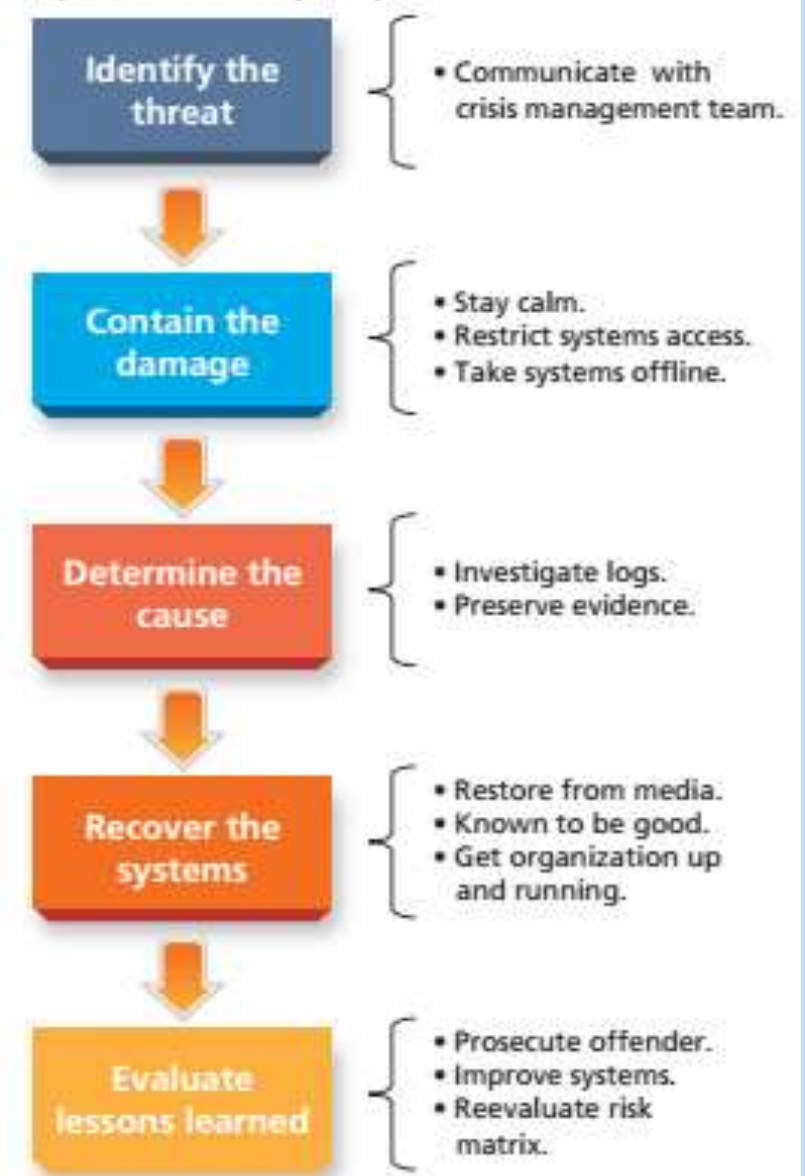 Identify the
threat
• Communicate with
crisis management team.
Contain the
damage
• Stay calm.
• Restrict systems access.
• Take systems offline.
Determine the
cause
• Investigate logs.
• Preserve evidence.
Recover the
systems
• Restore from media.
• Known to be good.
• Get organization up
and running.
Evaluate
lessons learned
• Prosecute offender.
• Improve systems.
• Reevaluate risk
matrix.